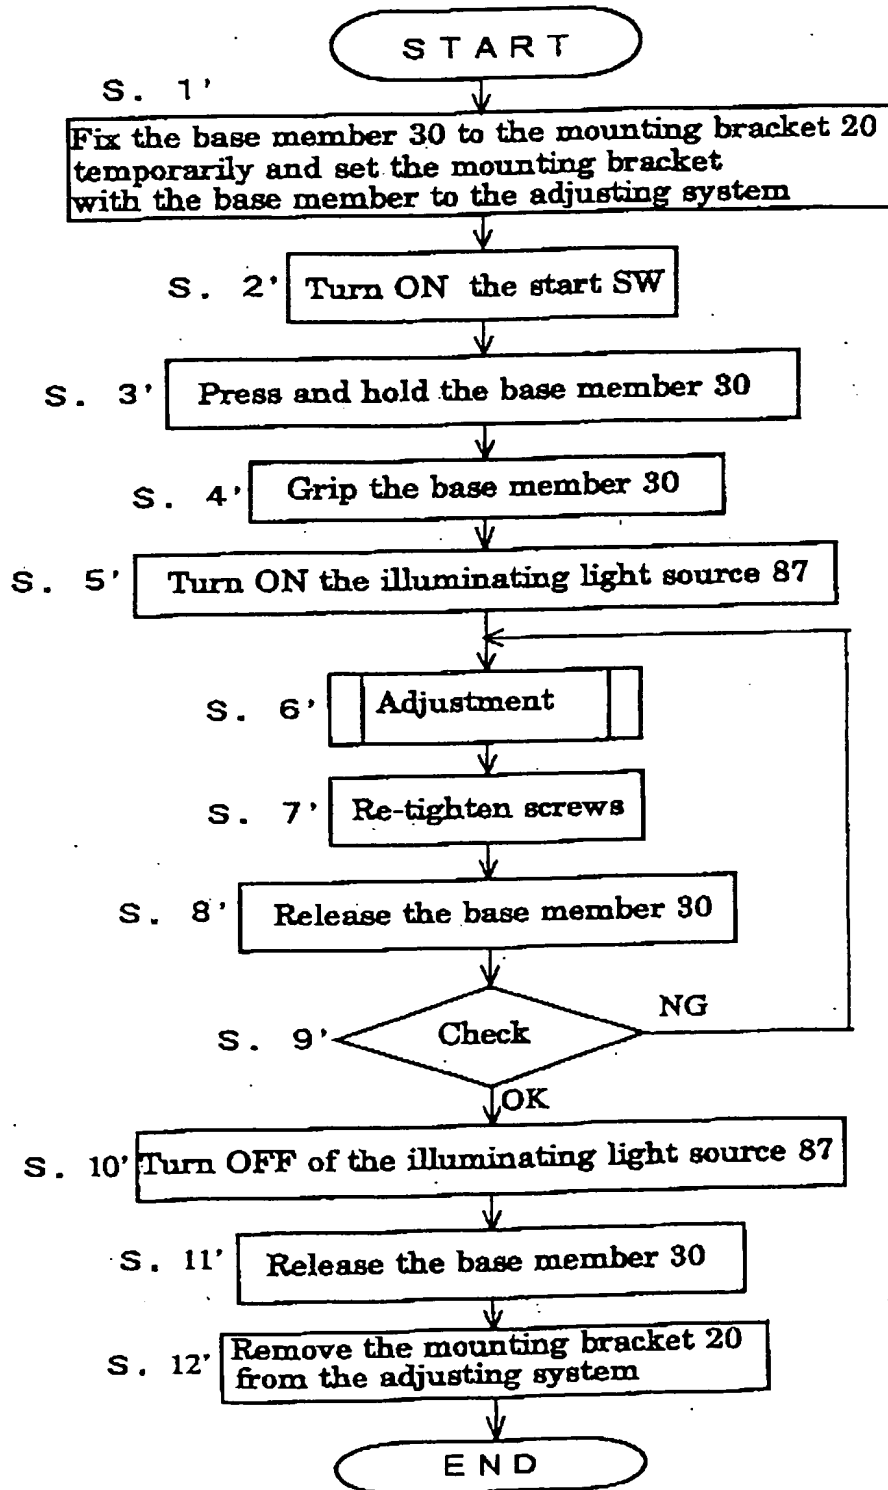 START
S. 1'
Fix the base member 30 to the mounting bracket 20
temporarily and set the mounting bracket
with the base member to the adjusting system
S. 2' Turn ON the start SW
S. 3' Press and hold the base member 30
S. 4' Grip the base member 30
S. 5' Turn ON the illuminating light source 87
S. 6' Adjustment
S. 7' Re-tighten screws
S. 8' Release the base member 30
NG
S. 9' Check
OK
S. 10' Turn OFF of the illuminating light source 87
S. 11' Release the base member 30
S. 12' Remove the mounting bracket 20
from the adjusting system
END